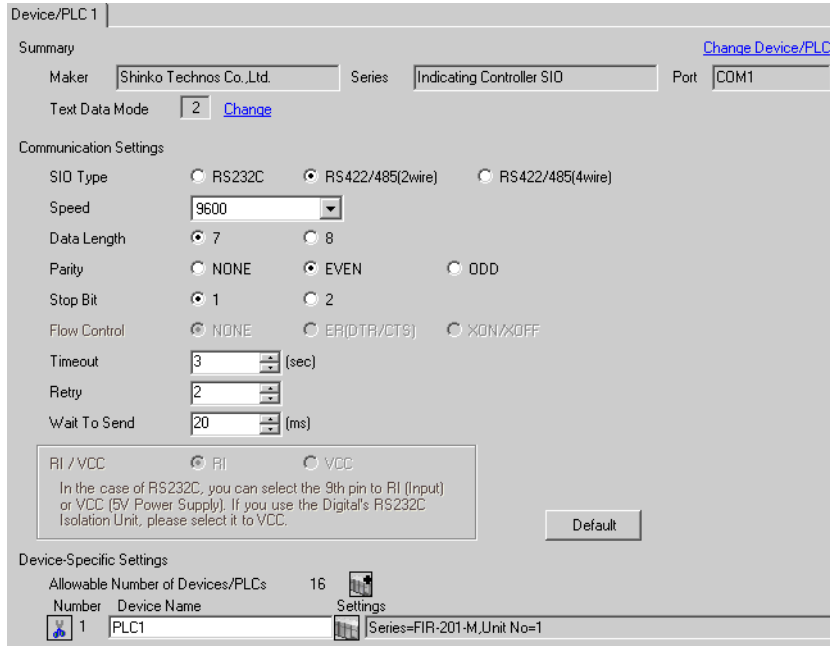 Device/PLC 1
Summary Change Device/PLC
Maker Shinko Technos Co.,Ltd. Series Indicating Controller SIO Port COM1
Text Data Mode 2 Change
Communication Settings
SIO Type RS232C RS422/485(2wire) RS422/485(4wire)
Speed 9600
Data Length 7 8
Parity NONE EVEN ODD
Stop Bit 1 2
Flow Control NONE ER(DTR/CTS) XON/XOFF
Timeout 3 (sec)
Retry 2
Wait To Send 20 (ms)
RI / VCC RI VCC
In the case of RS232C, you can select the 9th pin to RI (Input)
or VCC (5V Power Supply). If you use the Digital's RS232C
Isolation Unit, please select it to VCC.
Default
Device-Specific Settings
Allowable Number of Devices/PLCs 16
Number Device Name Settings
1 PLC1 Series=FIR-201-M,Unit No=1